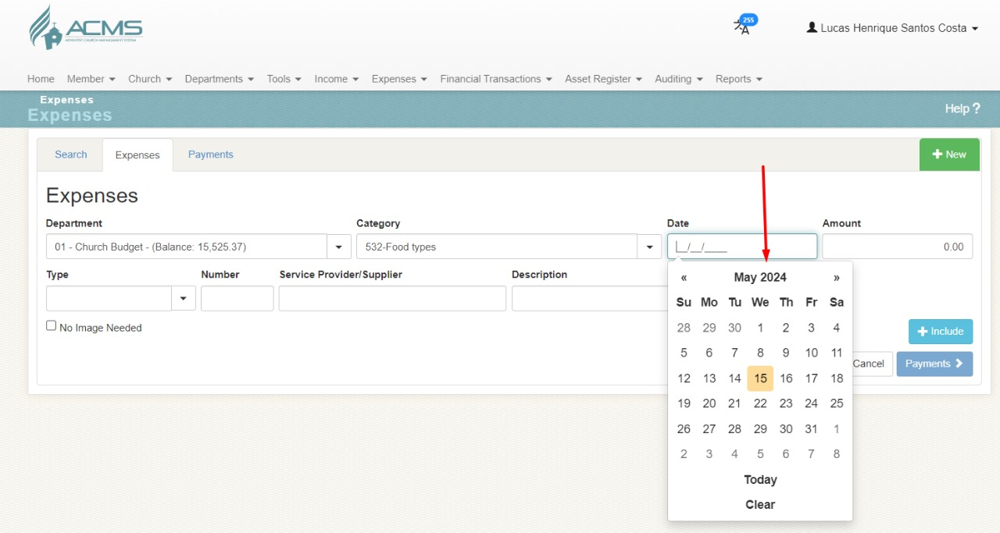 ACMS
ADVENTIST CHURCH MANAGEMENT SYSTEM
255
Lucas Henrique Santos Costa
Home Member Church Departments Tools Income Expenses Financial Transactions Asset Register Auditing Reports
Expenses
Expenses
Help ?
Search Expenses Payments
New
Expenses
Department Category Date Amount
01 - Church Budget - (Balance: 15,525.37) 532-Food types __/__/____ 0.00
Type Number Service Provider/Supplier Description
« May 2024 »
Su Mo Tu We Th Fr Sa
28 29 30 1 2 3 4
5 6 7 8 9 10 11
12 13 14 15 16 17 18
19 20 21 22 23 24 25
26 27 28 29 30 31 1
2 3 4 5 6 7 8
Today
Clear
No Image Needed
Include
Cancel Payments